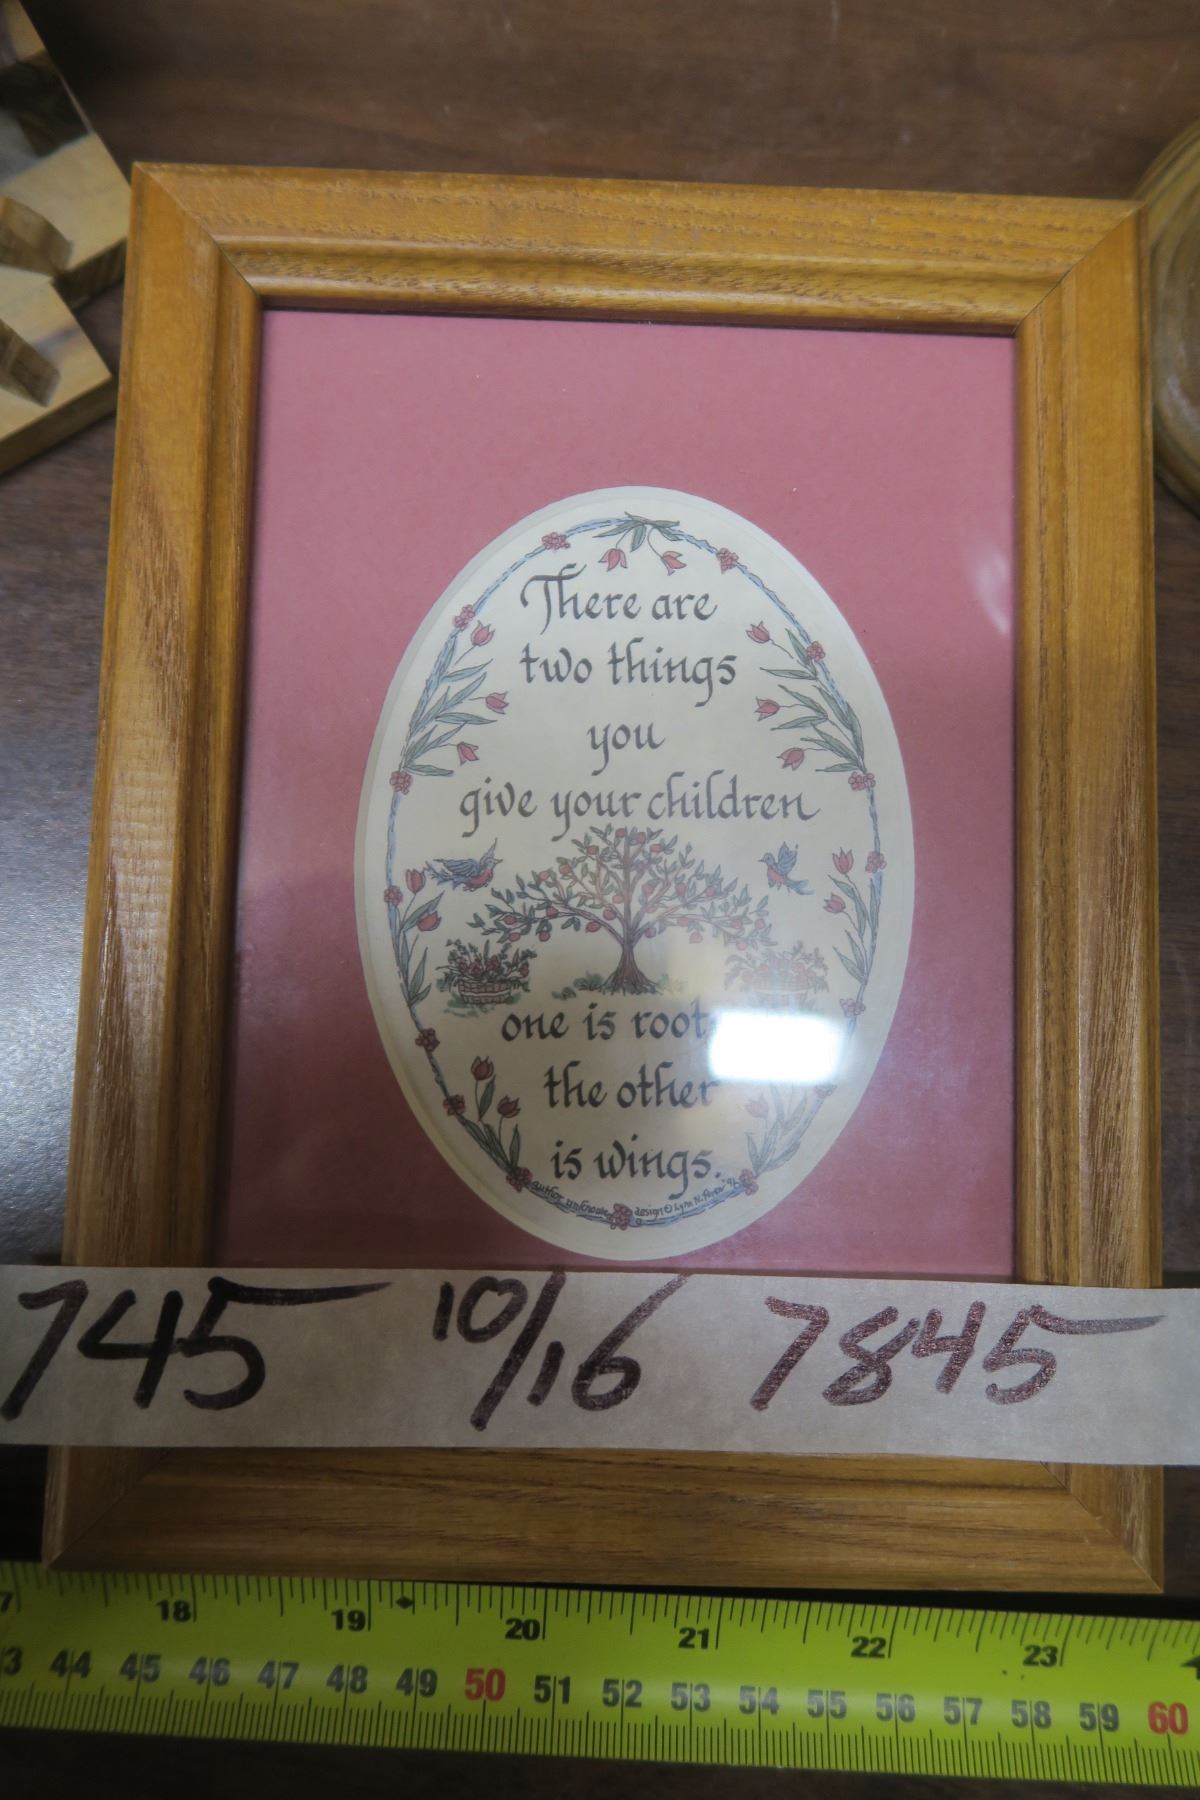 There are
two things
you
give your children
one is
the other
is wings.
author unknown design © Lynn N.
745 10/16 7845
18 19 20 21 22 23
44 45 46 47 48 49 50 51 52 53 54 55 56 57 58 59 60